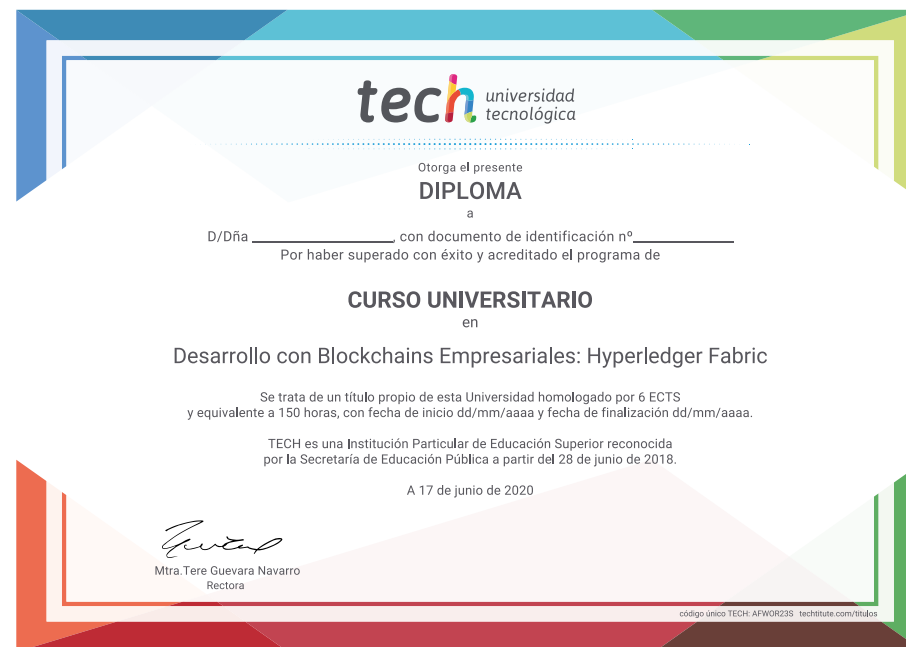 tech universidad
tecnológica
Otorga el presente
DIPLOMA
a
D/Dña ____________________, con documento de identificación nº______________
Por haber superado con éxito y acreditado el programa de
CURSO UNIVERSITARIO
en
Desarrollo con Blockchains Empresariales: Hyperledger Fabric
Se trata de un título propio de esta Universidad homologado por 6 ECTS
y equivalente a 150 horas, con fecha de inicio dd/mm/aaaa y fecha de finalización dd/mm/aaaa.
TECH es una Institución Particular de Educación Superior reconocida
por la Secretaría de Educación Pública a partir del 28 de junio de 2018.
A 17 de junio de 2020
Mtra.Tere Guevara Navarro
Rectora
código único TECH: AFWOR23S techtitute.com/titulos